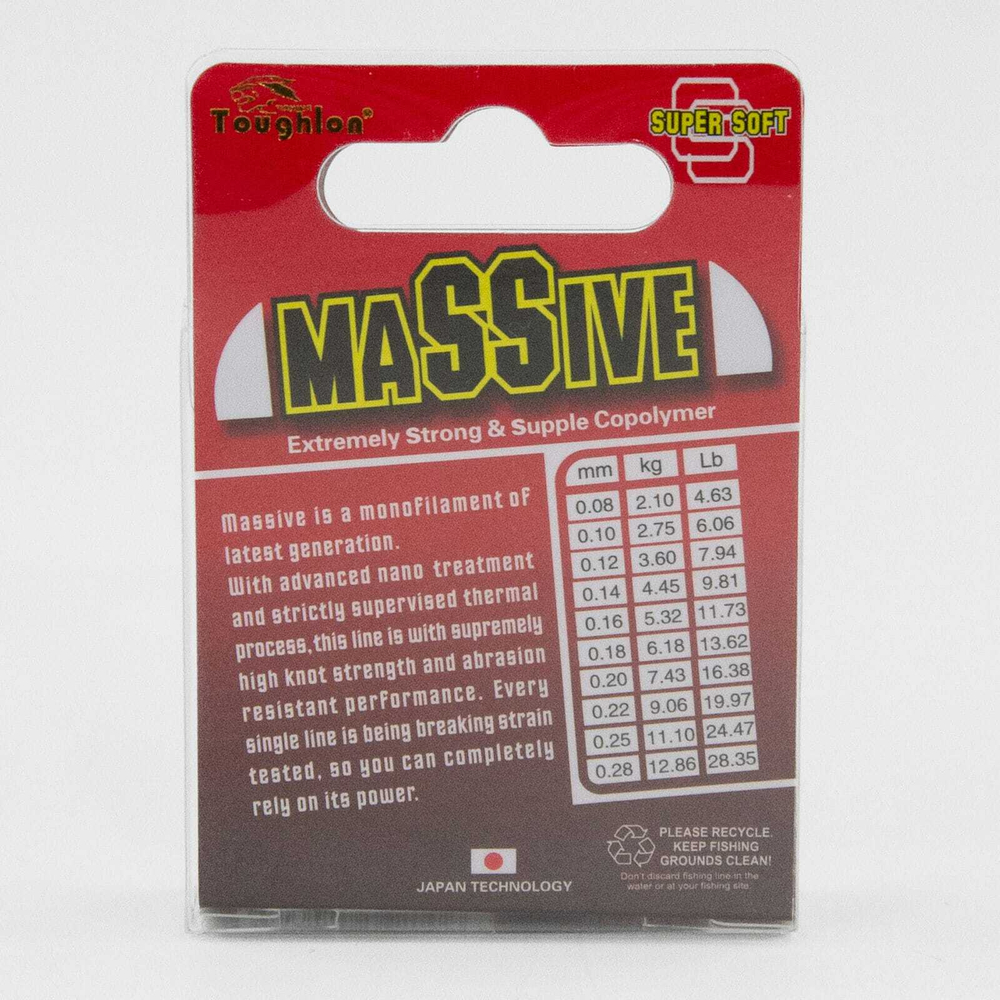 Toughlon®
SUPER SOFT
MASSIVE
Extremely Strong & Supple Copolymer
Massive is a monofilament of
latest generation.
With advanced nano treatment
and strictly supervised thermal
process, this line is with supremely
high knot strength and abrasion
resistant performance. Every
single line is being breaking strain
tested, so you can completely
rely on its power.
mm kg Lb
0.08 2.10 4.63
0.10 2.75 6.06
0.12 3.60 7.94
0.14 4.45 9.81
0.16 5.32 11.73
0.18 6.18 13.62
0.20 7.43 16.38
0.22 9.06 19.97
0.25 11.10 24.47
0.28 12.86 28.35
JAPAN TECHNOLOGY
PLEASE RECYCLE.
KEEP FISHING
GROUNDS CLEAN!
Don't discard fishing line in the
water or at your fishing site.